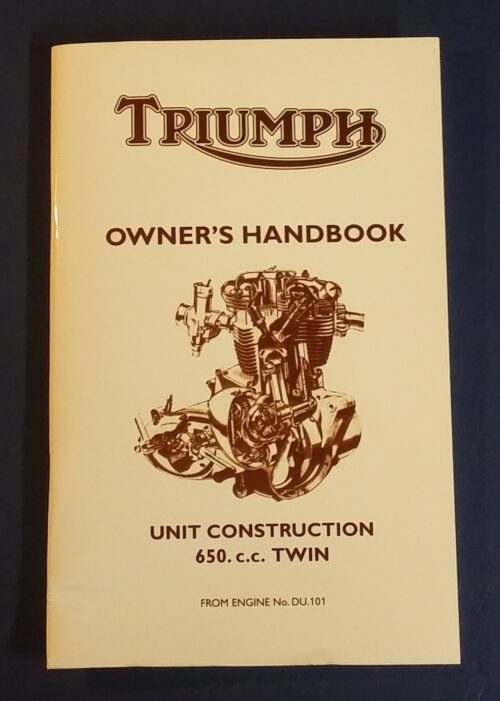 TRIUMPH
OWNER'S HANDBOOK
UNIT CONSTRUCTION
650. c.c. TWIN
FROM ENGINE No. DU.101